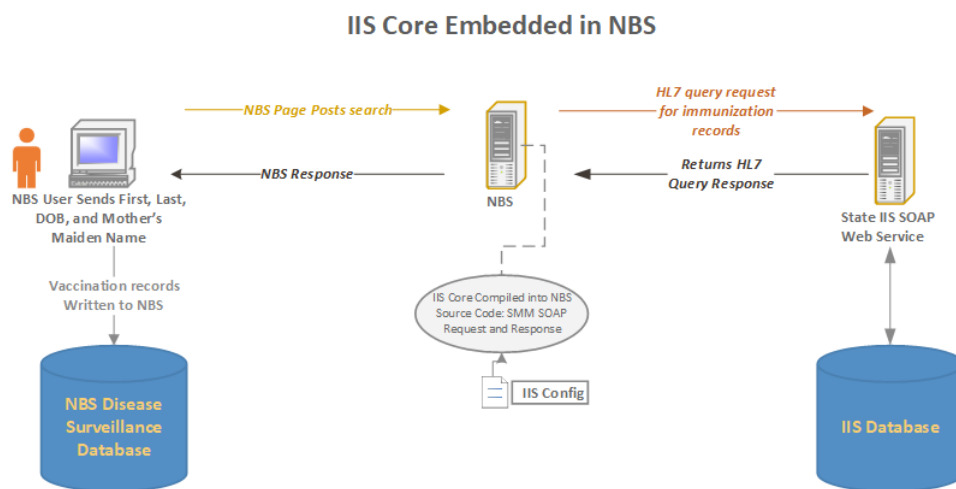 IIS Core Embedded in NBS
NBS Page Posts search
HL7 query request
for immunization
records
NBS Response
Returns HL7
Query Response
NBS User Sends First, Last,
DOB, and Mother's
Maiden Name
NBS
State IIS SOAP
Web Service
Vaccination records
Written to NBS
IIS Core Compiled into NBS
Source Code: SMM SOAP
Request and Response
IIS Config
NBS Disease
Surveillance
Database
IIS Database